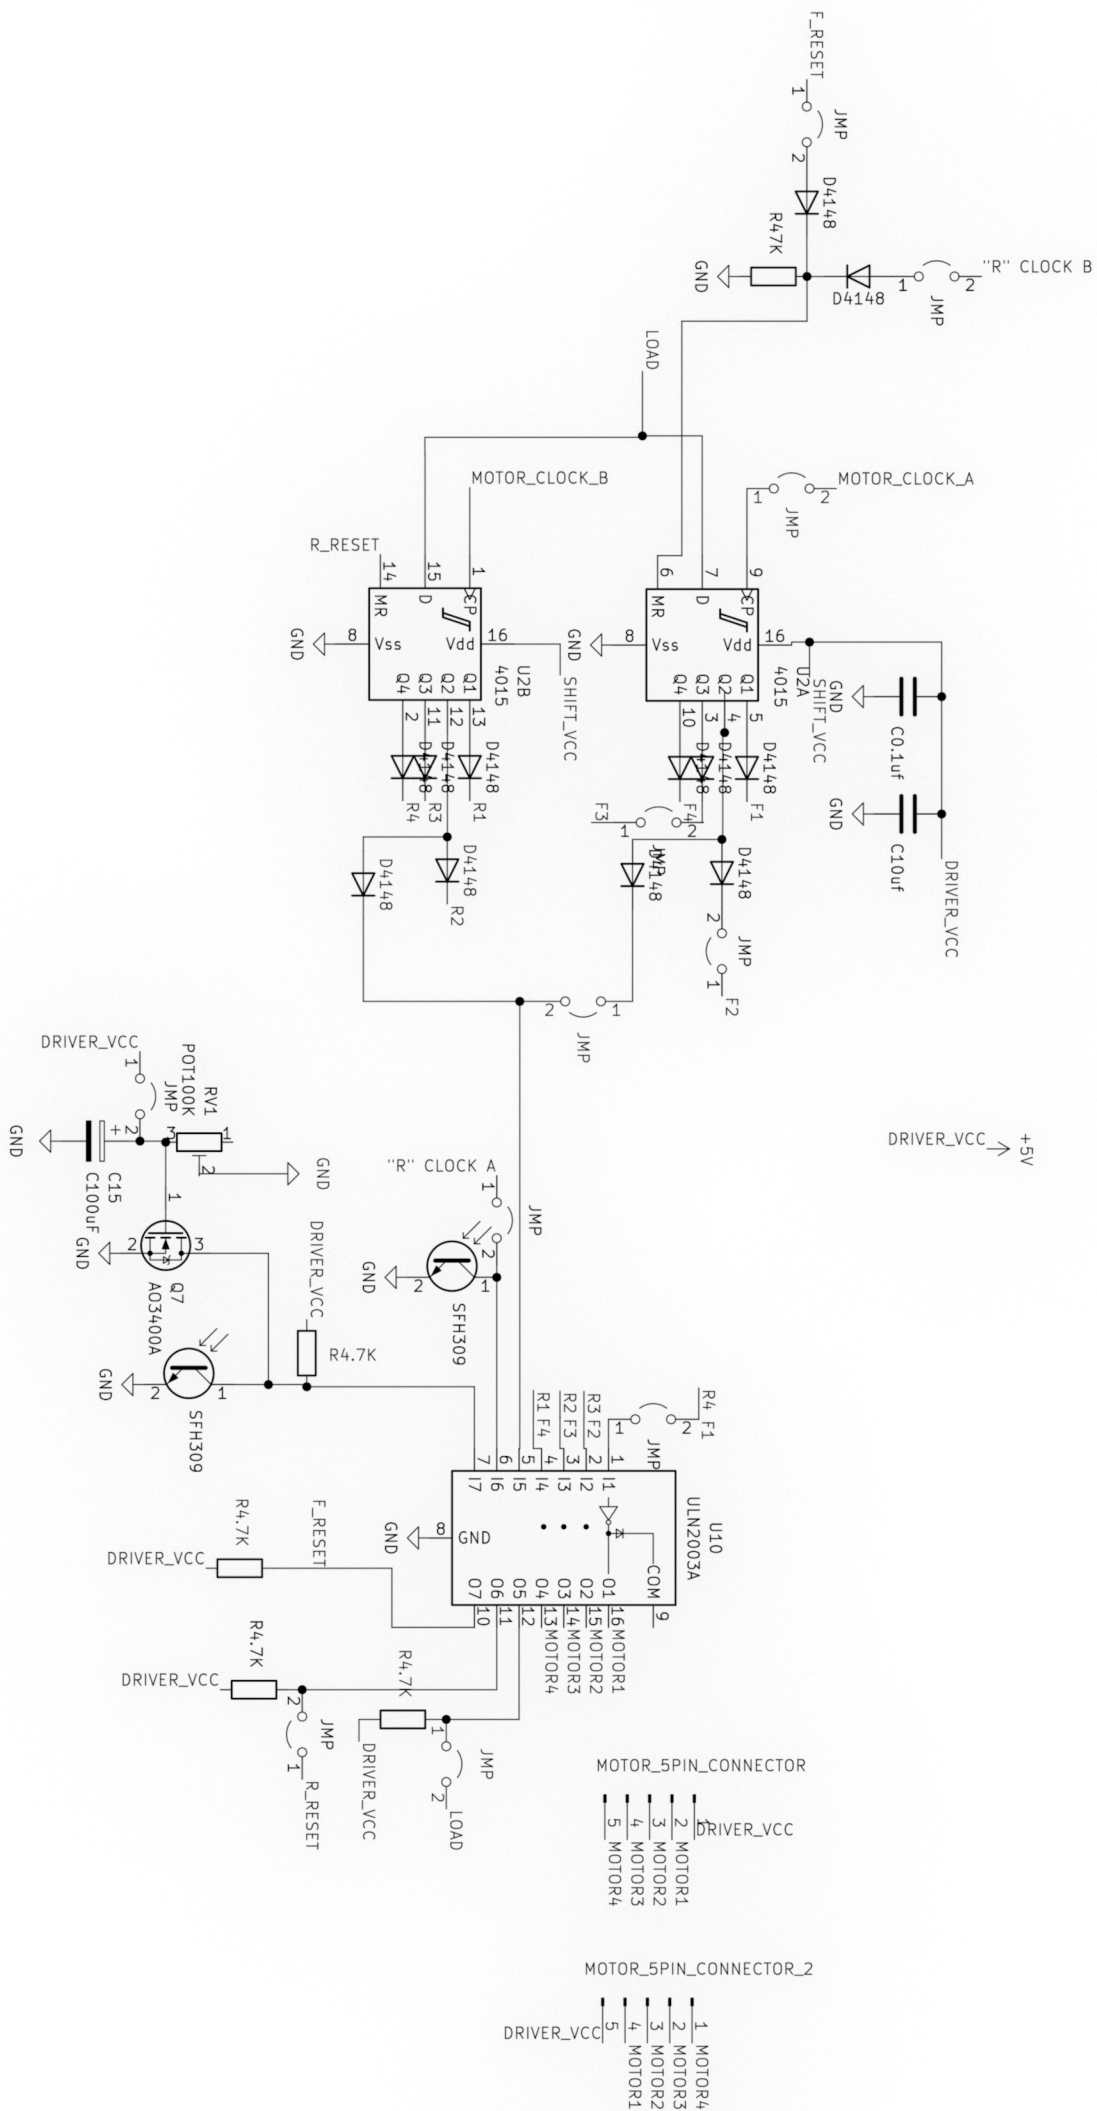 F_RESET
1
JMP
2
D4148
R47K
GND
D4148
1
2
JMP
"R" CLOCK B
LOAD
MOTOR_CLOCK_B
1
2
JMP
MOTOR_CLOCK_A
R_RESET
14
15
1
MR
D
CP
GND
8
Vss
Vdd
16
Q4
Q3
Q2
Q1
U2B
4015
SHIFT_VCC
2
11
12
13
D4148
D4148
D4148
R4
R3
R1
D4148
D4148
R2
6
7
9
MR
D
CP
GND
8
Vss
Vdd
16
Q4
Q3
Q2
Q1
U2A
4015
SHIFT_VCC
10
3
4
5
D4148
D4148
D4148
F3
1
2
JMP
F4
F1
D4148
D4148
2
JMP
1
F2
GND
C0.1uf
GND
C10uf
DRIVER_VCC
2
1
JMP
DRIVER_VCC
1
JMP
2
POT100K
RV1
3
1
2
GND
GND
+
C15
C100uF
1
GND
2
3
Q7
AO3400A
DRIVER_VCC
R4.7K
GND
2
1
SFH309
"R" CLOCK A
1
JMP
2
GND
2
1
SFH309
DRIVER_VCC
+5V
R1 F4
R2 F3
R3 F2
R4 F1
1
2
JMP
7
6
5
4
3
2
1
I7
I6
I5
I4
I3
I2
I1
U10
ULN2003A
GND
8
GND
COM
9
O7
O6
O5
O4
O3
O2
O1
10
11
12
13
14
15
16
MOTOR4
MOTOR3
MOTOR2
MOTOR1
R4.7K
DRIVER_VCC
F_RESET
R4.7K
DRIVER_VCC
2
JMP
1
R_RESET
R4.7K
DRIVER_VCC
1
JMP
2
LOAD
MOTOR_5PIN_CONNECTOR
1
DRIVER_VCC
2
MOTOR1
3
MOTOR2
4
MOTOR3
5
MOTOR4
MOTOR_5PIN_CONNECTOR_2
1
MOTOR4
2
MOTOR3
3
MOTOR2
4
MOTOR1
5
DRIVER_VCC